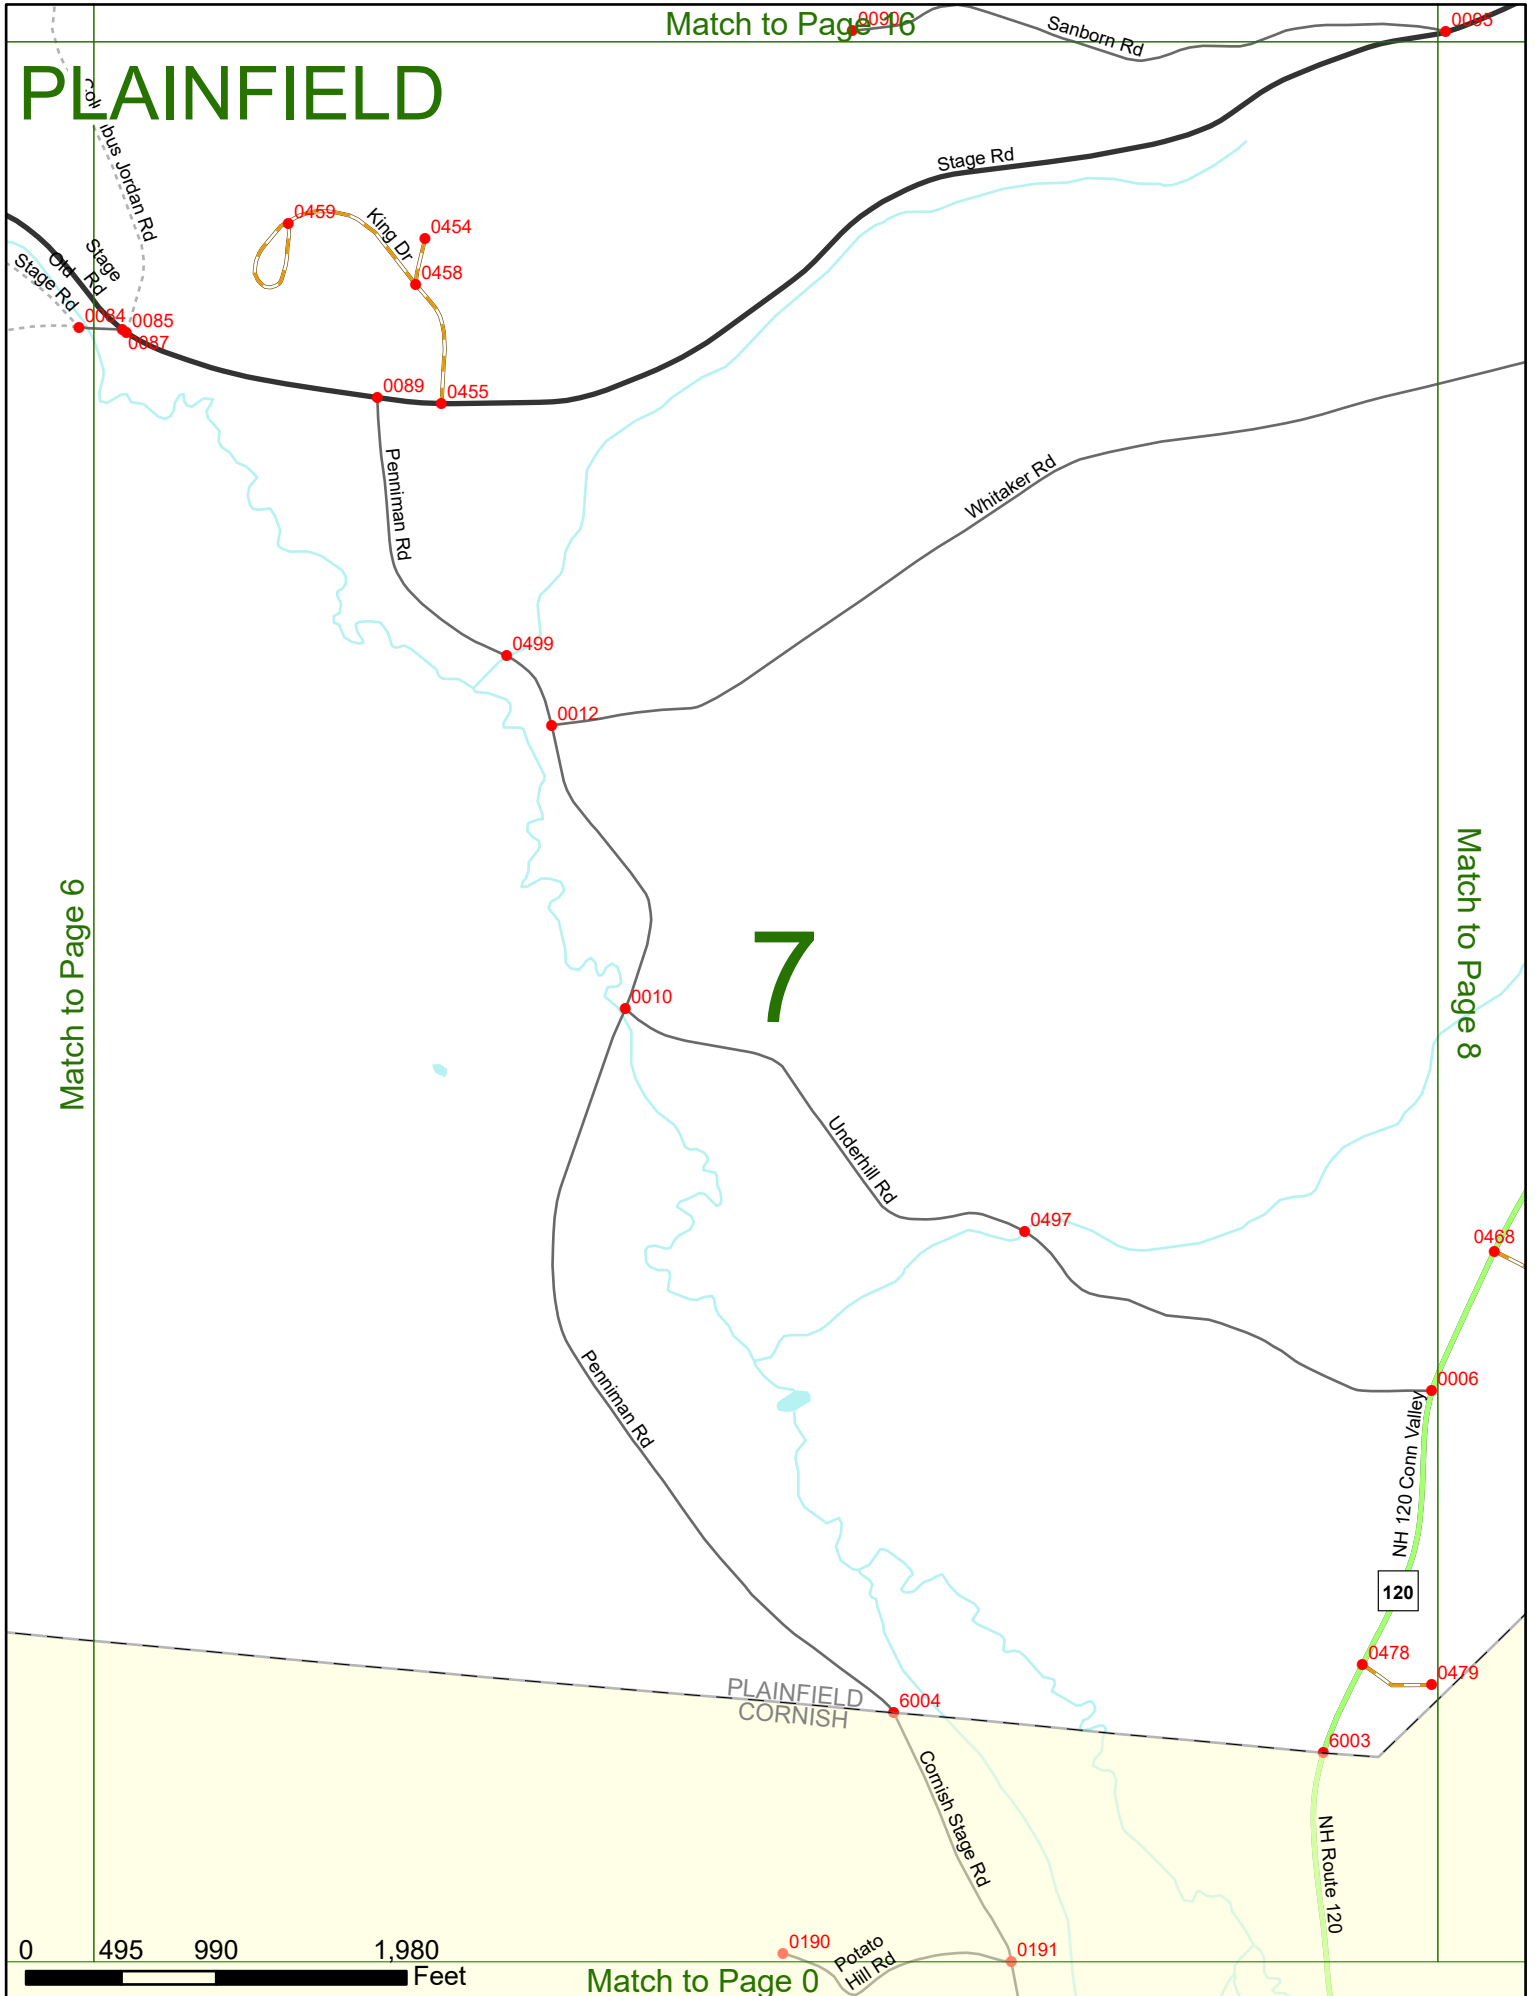 Match to Page 16
0090
Sanborn Rd
0095
PLAINFIELD
Jordan Rd
Stage Rd
0459
King Dr
0454
0458
Stage Rd
Old
Stage Rd
0084
0085
0087
0089
0455
Penniman Rd
Whitaker Rd
0499
0012
Match to Page 6
7
Match to Page 8
0010
Underhill Rd
0497
0468
Penniman Rd
0006
NH 120 Conn Valley
120
0478
0479
PLAINFIELD
CORNISH
6004
6003
Cornish Stage Rd
NH Route 120
0190
Potato
Hill Rd
0191
0 495 990 1,980
Feet
Match to Page 0